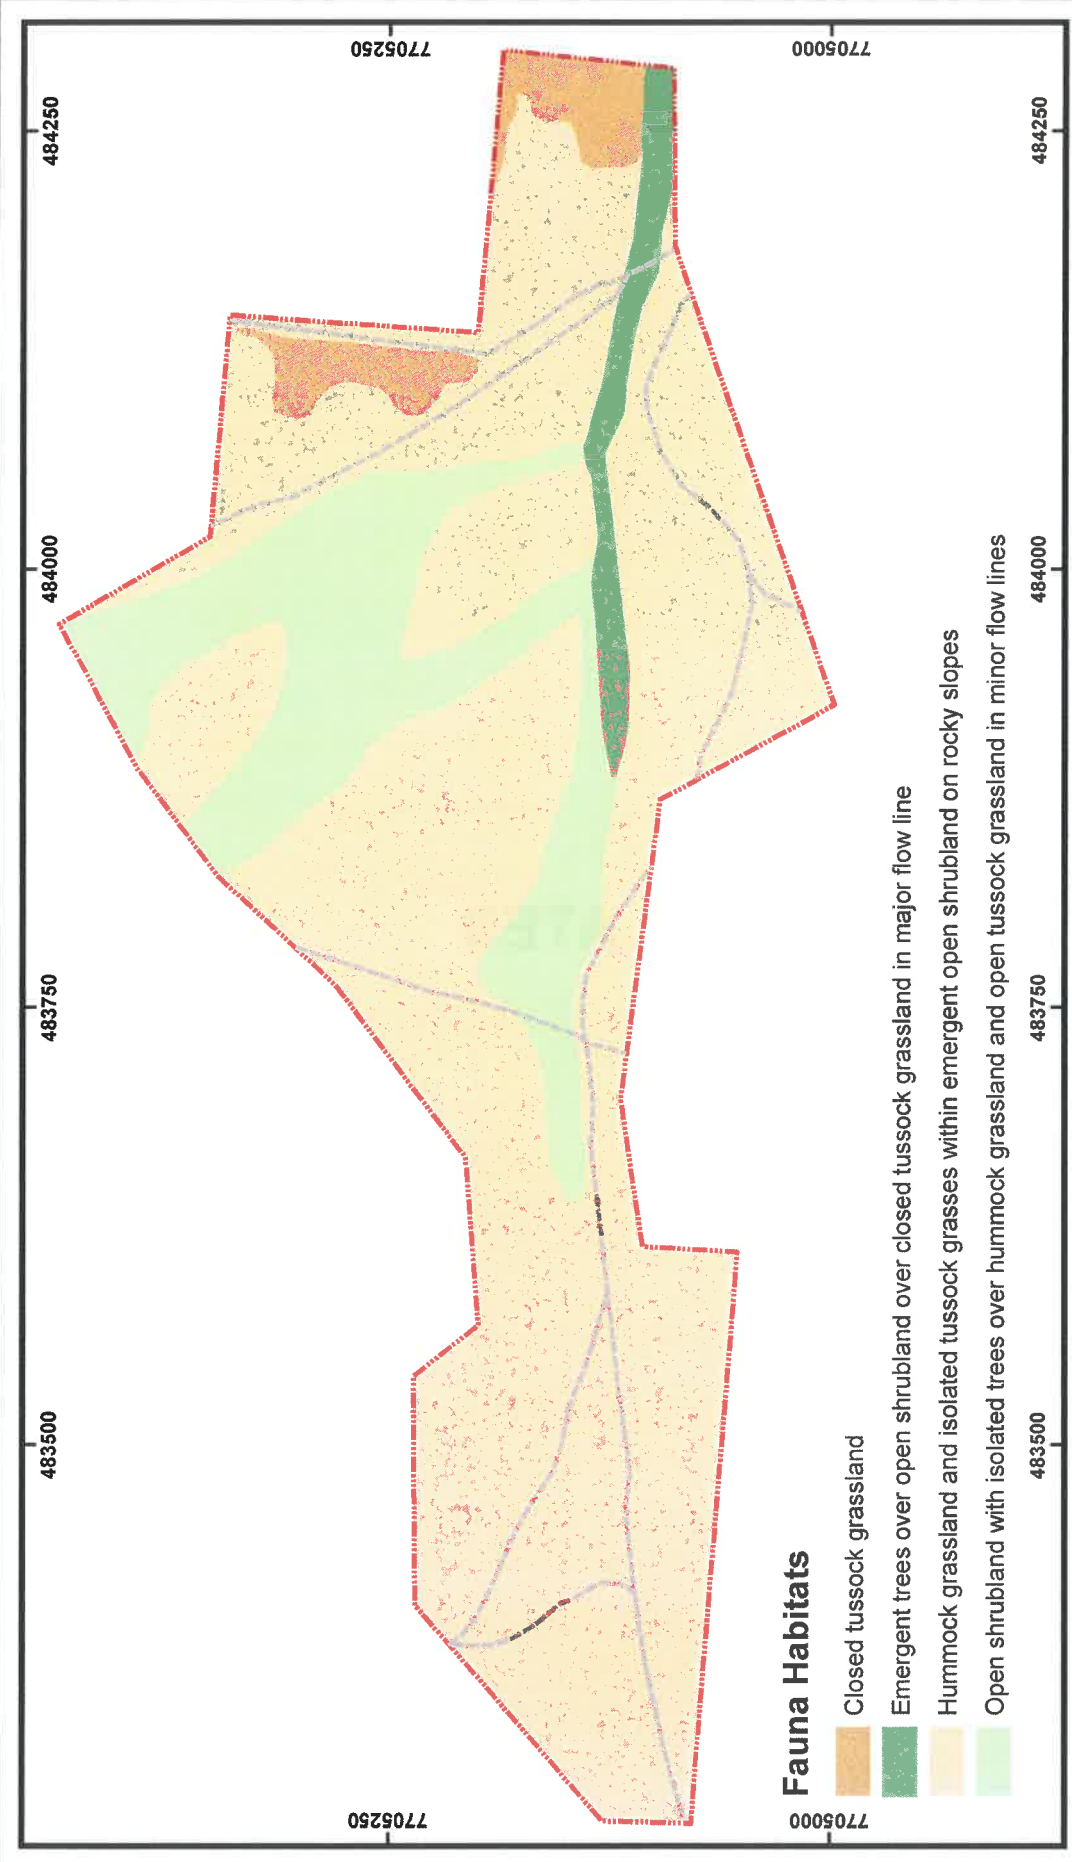 483500
483750
484000
484250
7705250
7705250
7705000
7705000
Fauna Habitats
Closed tussock grassland
Emergent trees over open shrubland over closed tussock grassland in major flow line
Hummock grassland and isolated tussock grasses within emergent open shrubland on rocky slopes
Open shrubland with isolated trees over hummock grassland and open tussock grassland in minor flow lines
483500
483750
484000
484250